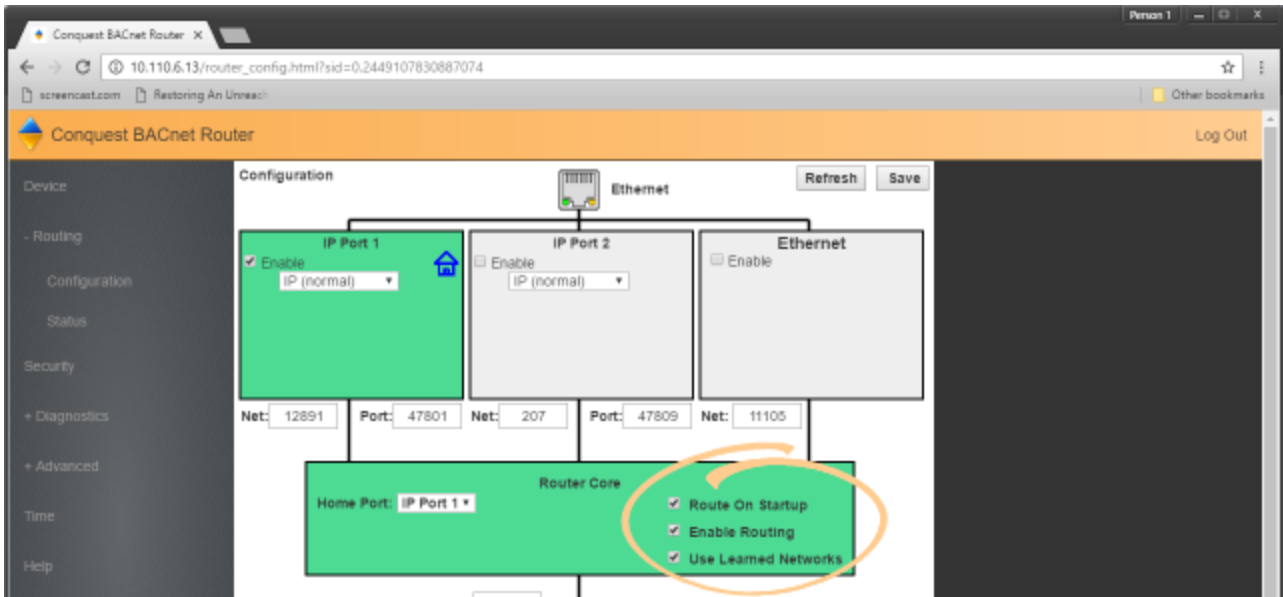 Person 1
Conquest BACnet Router
10.110.6.13/router_config.html?sid=0.2449107830887074
screencast.com Restoring An Unreach
Other bookmarks
Conquest BACnet Router
Log Out
Device
- Routing
Configuration
Status
Security
+ Diagnostics
+ Advanced
Time
Help
Configuration
Ethernet
Refresh Save
IP Port 1
Enable
IP (normal)
IP Port 2
Enable
IP (normal)
Ethernet
Enable
Net: 12891 Port: 47801 Net: 207 Port: 47809 Net: 11105
Router Core
Home Port: IP Port 1
Route On Startup
Enable Routing
Use Learned Networks